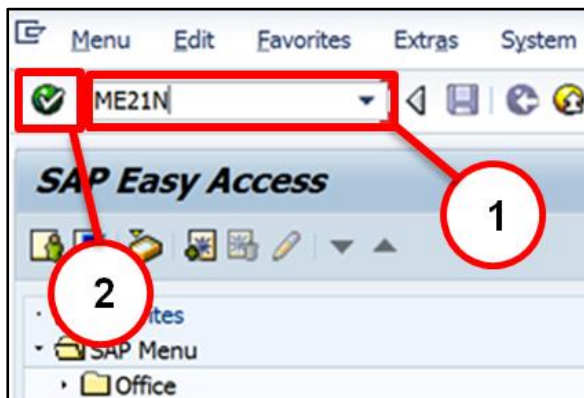 Menu Edit Favorites Extras System
ME21N
SAP Easy Access
1
2
SAP Menu
Office